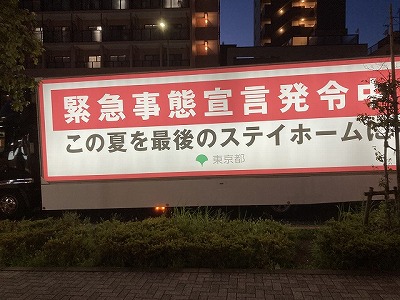 緊急事態宣言発令中
この夏を最後のステイホームに
東京都